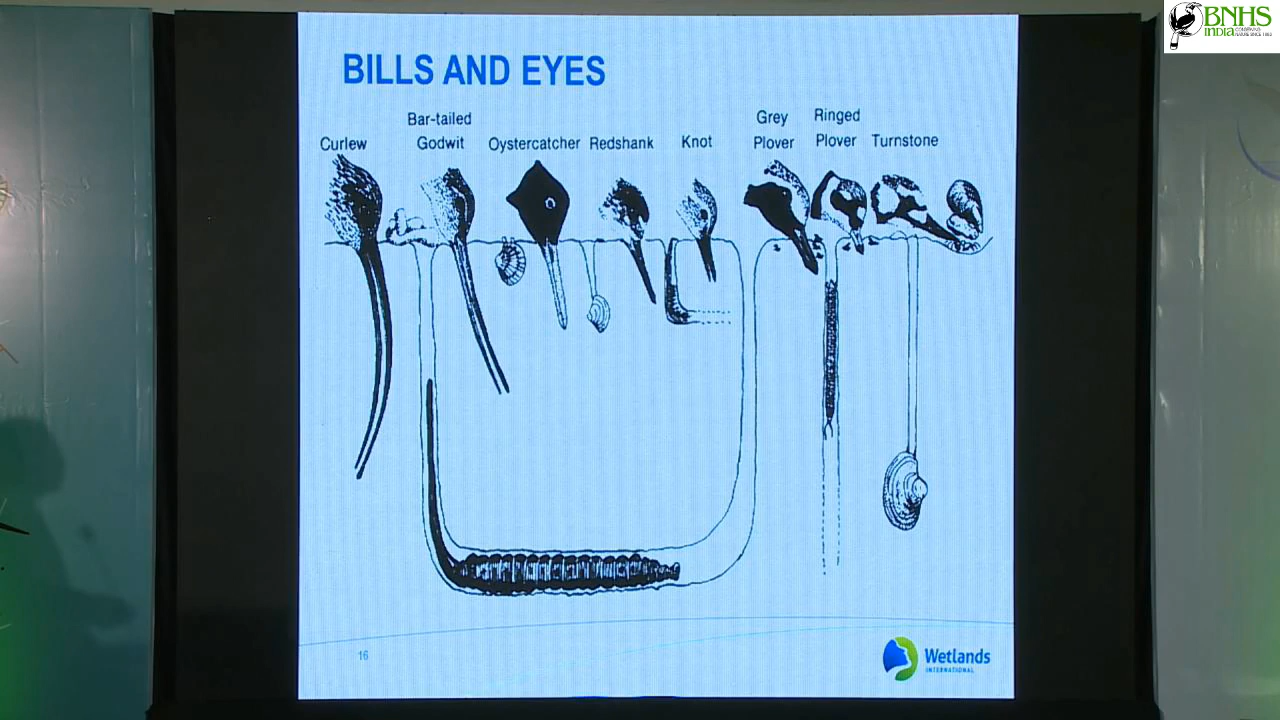 BNHS
INDIA
BILLS AND EYES
Curlew
Bar-tailed
Godwit
Oystercatcher
Redshank
Knot
Grey
Plover
Ringed
Plover
Turnstone
16
Wetlands
INTERNATIONAL